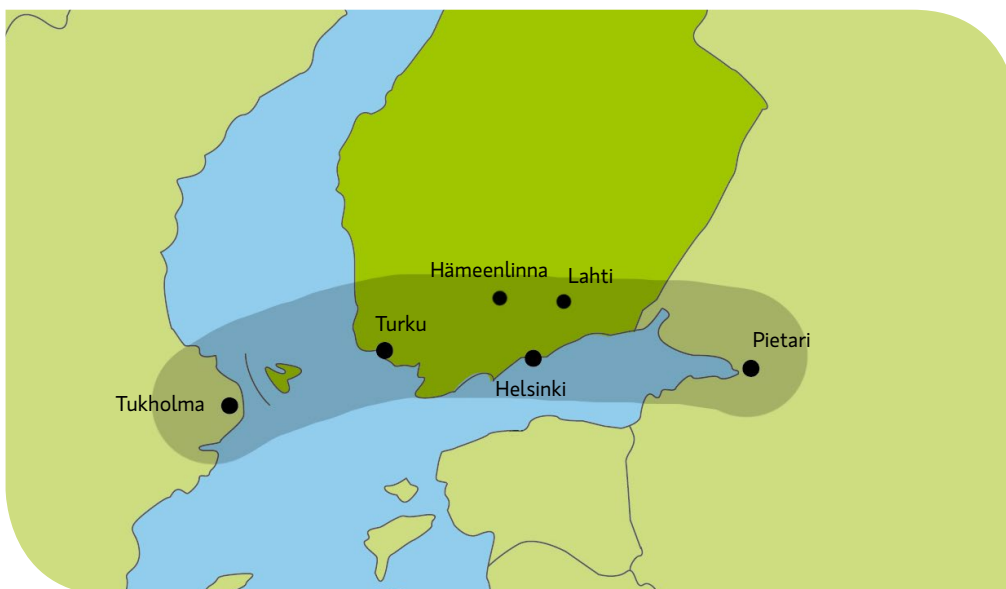 Hämeenlinna
Lahti
Turku
Pietari
Helsinki
Tukholma